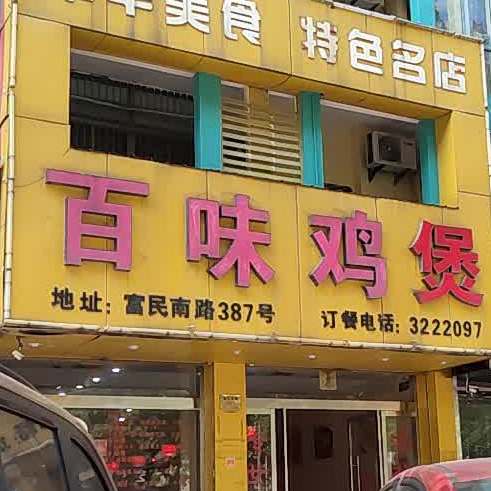 美食 特色名店
百味鸡煲
地址：富民南路387号
订餐电话：3222097